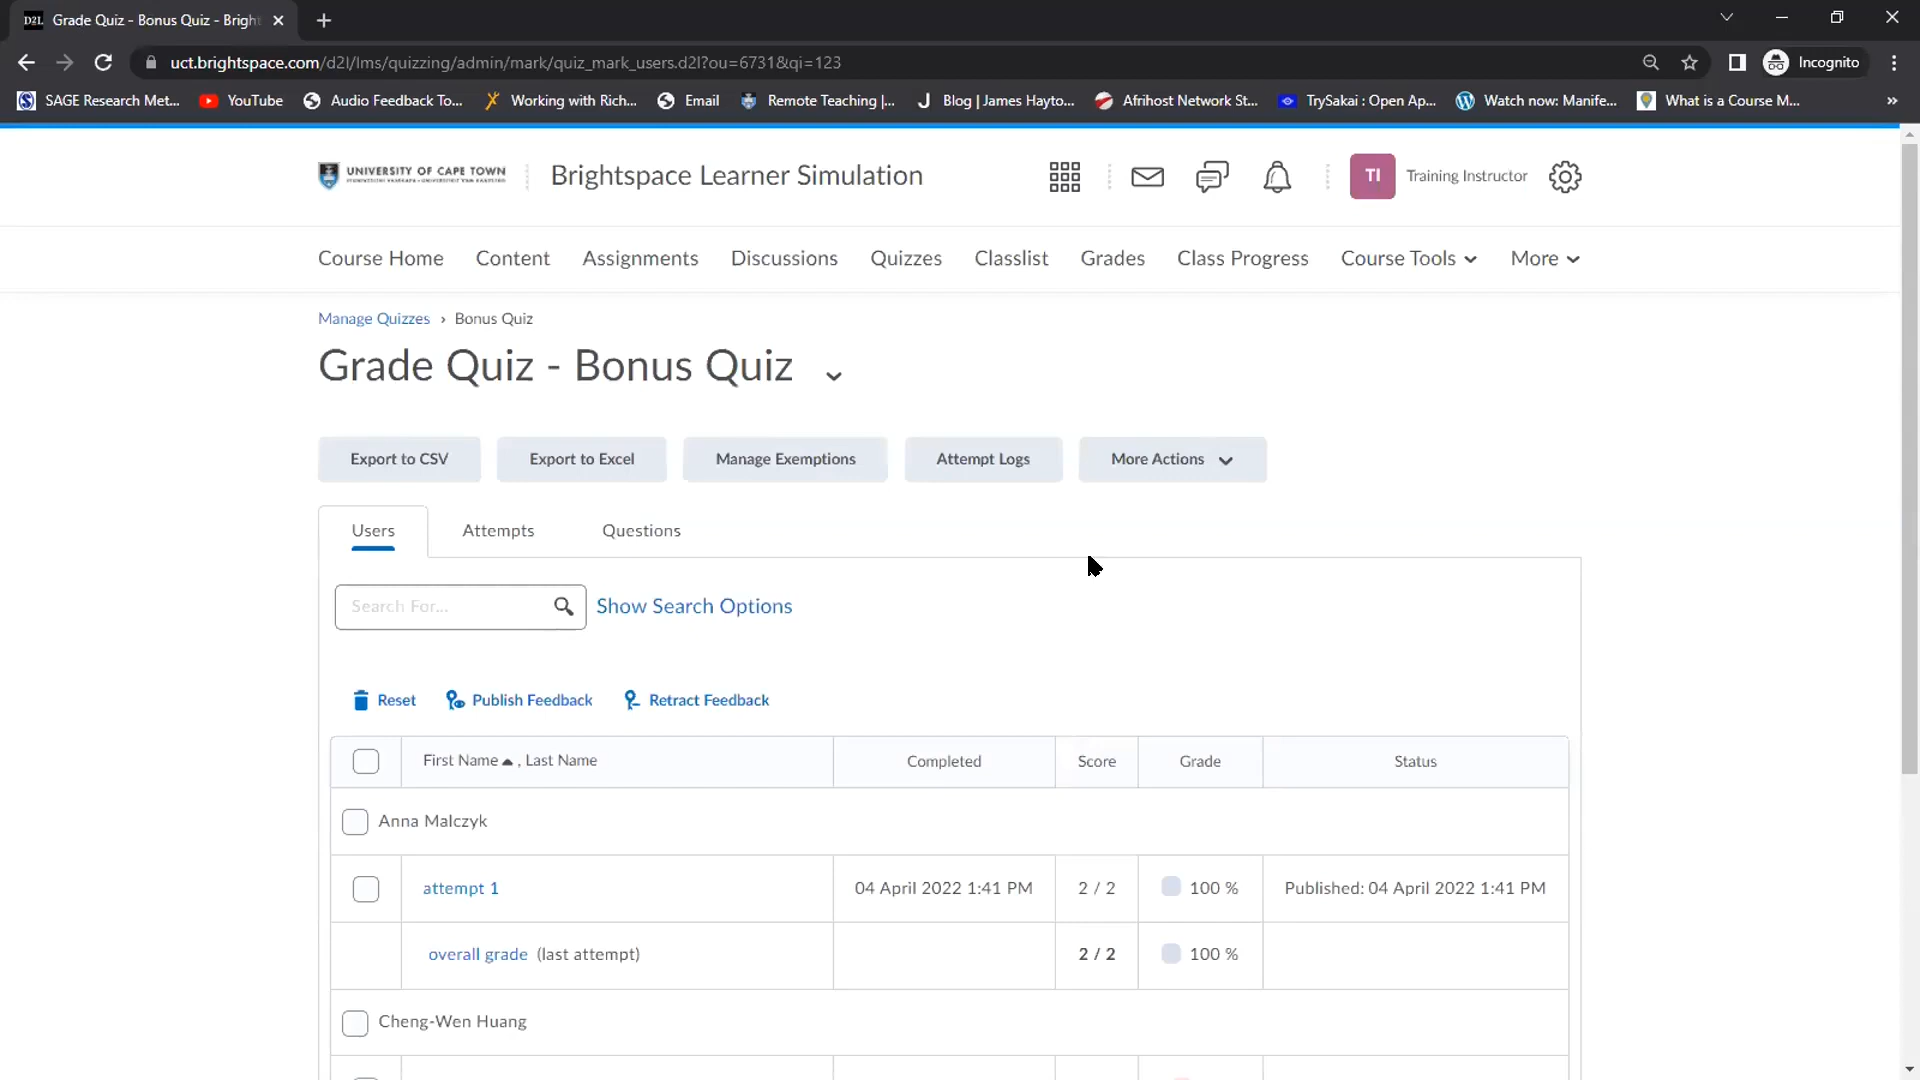 D2L Grade Quiz - Bonus Quiz - Brigh
uct.brightspace.com/d2l/lms/quizzing/admin/mark/quiz_mark_users.d2l?ou=6731&qi=123
Incognito
SAGE Research Met... YouTube Audio Feedback To... Working with Rich... Email Remote Teaching |... Blog | James Hayto... Afrihost Network St... TrySakai : Open Ap... Watch now: Manife... What is a Course M... »
UNIVERSITY OF CAPE TOWN
Brightspace Learner Simulation
TI Training Instructor
Course Home Content Assignments Discussions Quizzes Classlist Grades Class Progress Course Tools More
Manage Quizzes › Bonus Quiz
Grade Quiz - Bonus Quiz
Export to CSV Export to Excel Manage Exemptions Attempt Logs More Actions
Users Attempts Questions
Search For... Show Search Options
Reset Publish Feedback Retract Feedback
First Name , Last Name Completed Score Grade Status
Anna Malczyk
attempt 1 04 April 2022 1:41 PM 2 / 2 100 % Published: 04 April 2022 1:41 PM
overall grade (last attempt) 2 / 2 100 %
Cheng-Wen Huang